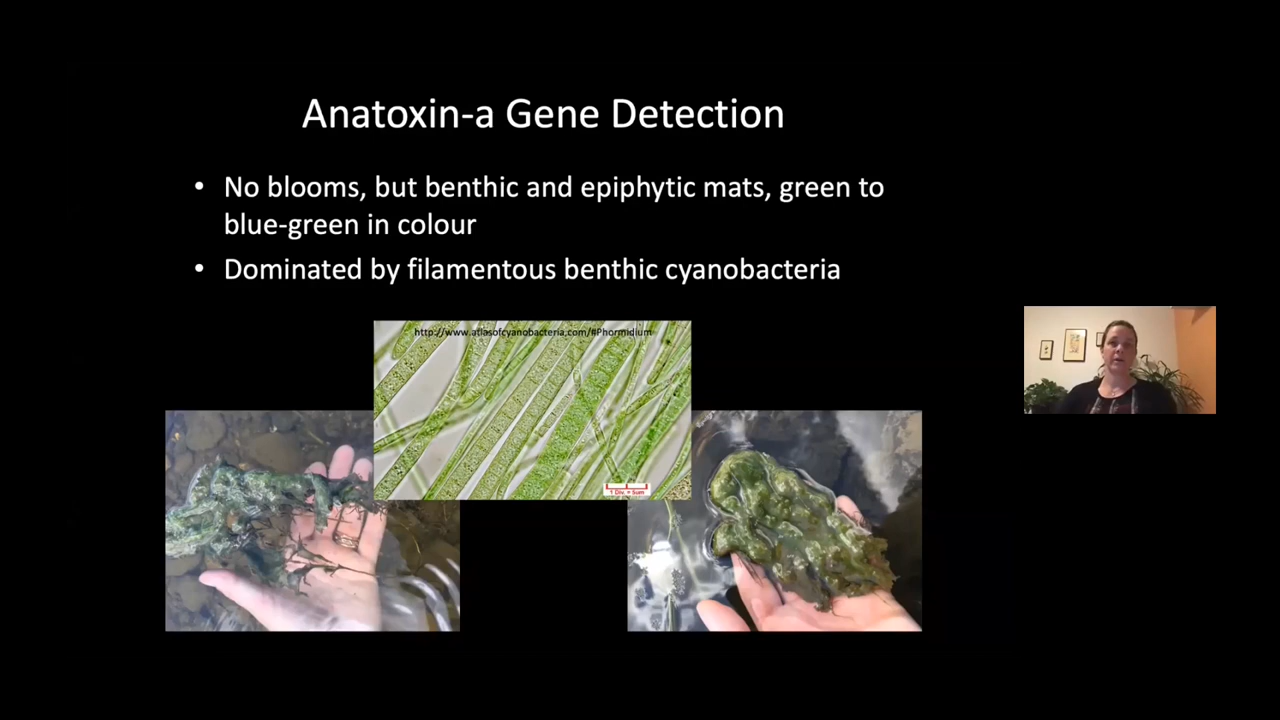 Anatoxin-a Gene Detection
• No blooms, but benthic and epiphytic mats, green to
blue-green in colour
• Dominated by filamentous benthic cyanobacteria
http://www.atlasofcyanobacteria.com/#Phormidium
1 Div. = 5um